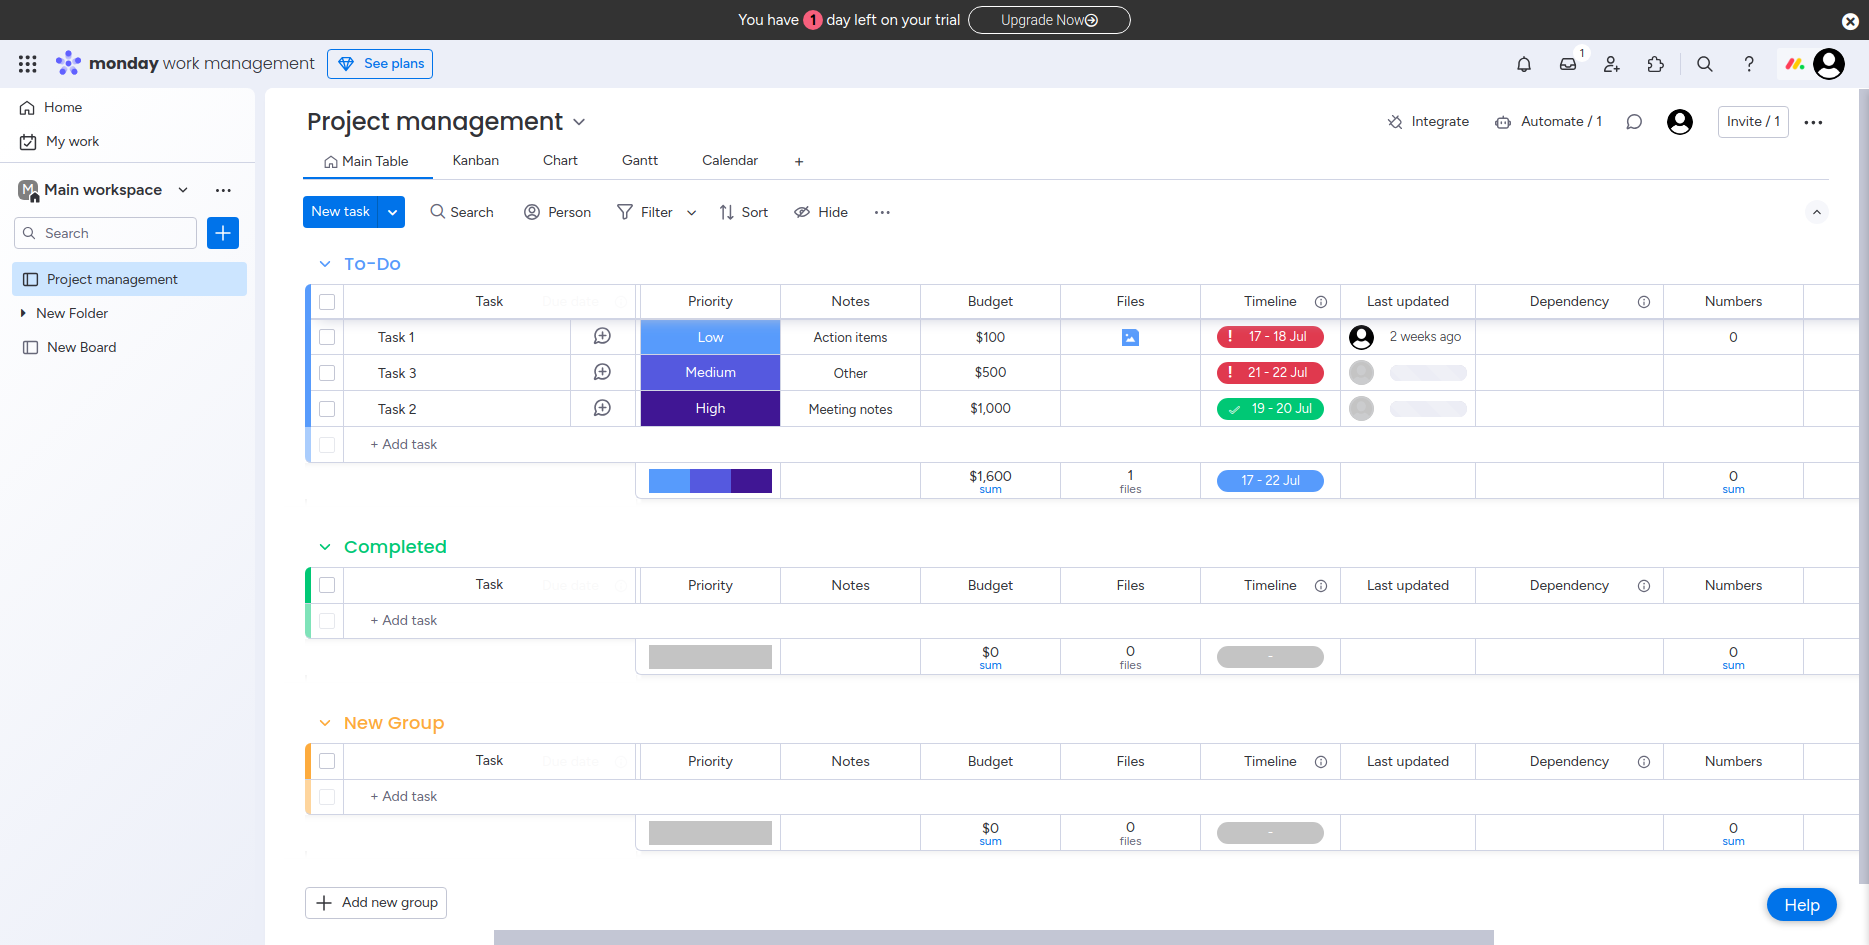 You have 1 day left on your trial Upgrade Now
monday work management See plans 1
Home
My work
M Main workspace
Search
Project management
New Folder
New Board
Project management Integrate Automate / 1 Invite / 1
Main Table Kanban Chart Gantt Calendar +
New task Search Person Filter Sort Hide
To-Do
Task Due date Priority Notes Budget Files Timeline Last updated Dependency Numbers
Task 1 Low Action items $100 ! 17 - 18 Jul 2 weeks ago 0
Task 3 Medium Other $500 ! 21 - 22 Jul
Task 2 High Meeting notes $1,000 19 - 20 Jul
+ Add task
$1,600 1 17 - 22 Jul 0
sum files sum
Completed
Task Due date Priority Notes Budget Files Timeline Last updated Dependency Numbers
+ Add task
$0 0 - 0
sum files sum
New Group
Task Due date Priority Notes Budget Files Timeline Last updated Dependency Numbers
+ Add task
$0 0 - 0
sum files sum
Add new group
Help